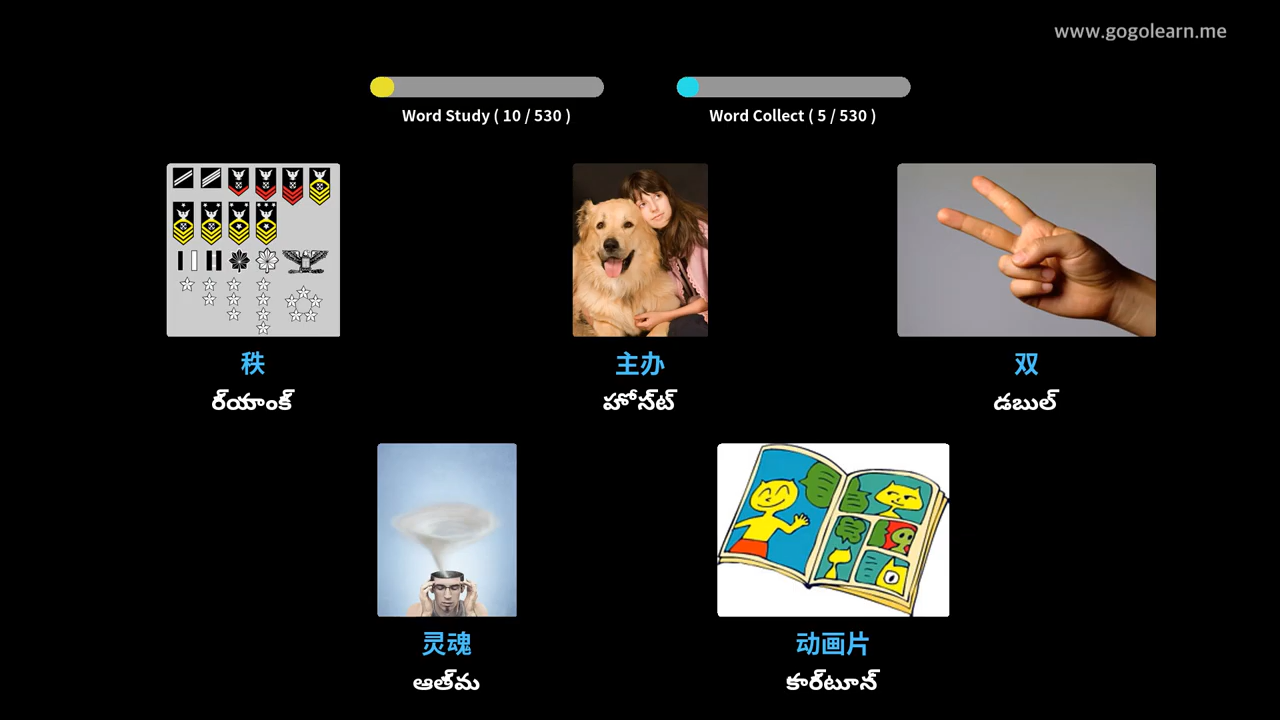 www.gogolearn.me
Word Study ( 10 / 530 )
Word Collect ( 5 / 530 )
秩
ర్‌యాంక్
主办
హోస్‌ట్
双
డబుల్
灵魂
ఆత్‌మ
动画片
కార్‌టూన్